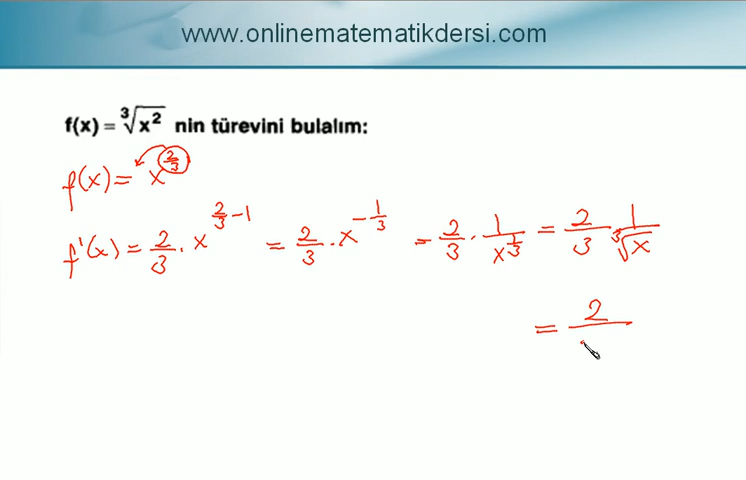 www.onlinematematikdersi.com
f(x) = ∛x² nin türevini bulalım:
f(x) = x^(2/3)
f'(x) = 2/3 · x^(2/3 - 1) = 2/3 · x^(-1/3) = 2/3 · 1/x^(1/3) = 2/3 1/∛x
= 2